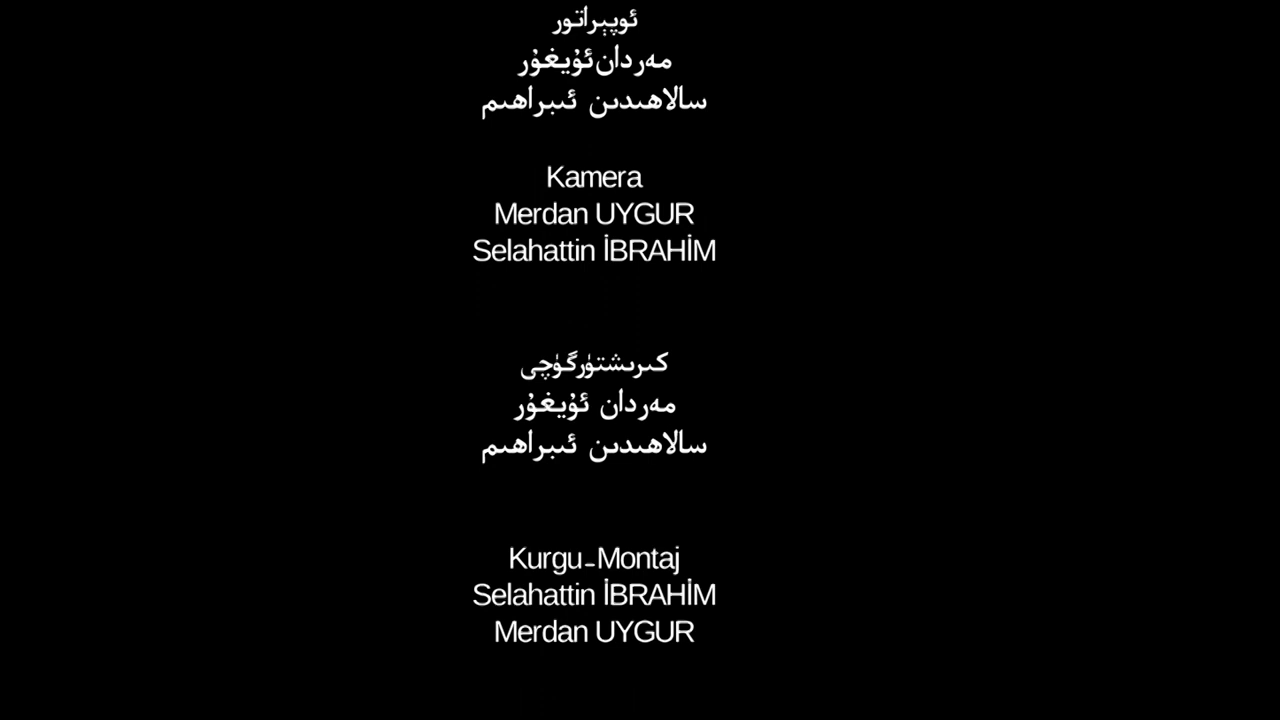 ئوپېراتور
مەردان ئۇيغۇر
سالاھىدىن ئىبراھىم
Kamera
Merdan UYGUR
Selahattin İBRAHİM
كىرىشتۈرگۈچى
مەردان ئۇيغۇر
سالاھىدىن ئىبراھىم
Kurgu-Montaj
Selahattin İBRAHİM
Merdan UYGUR